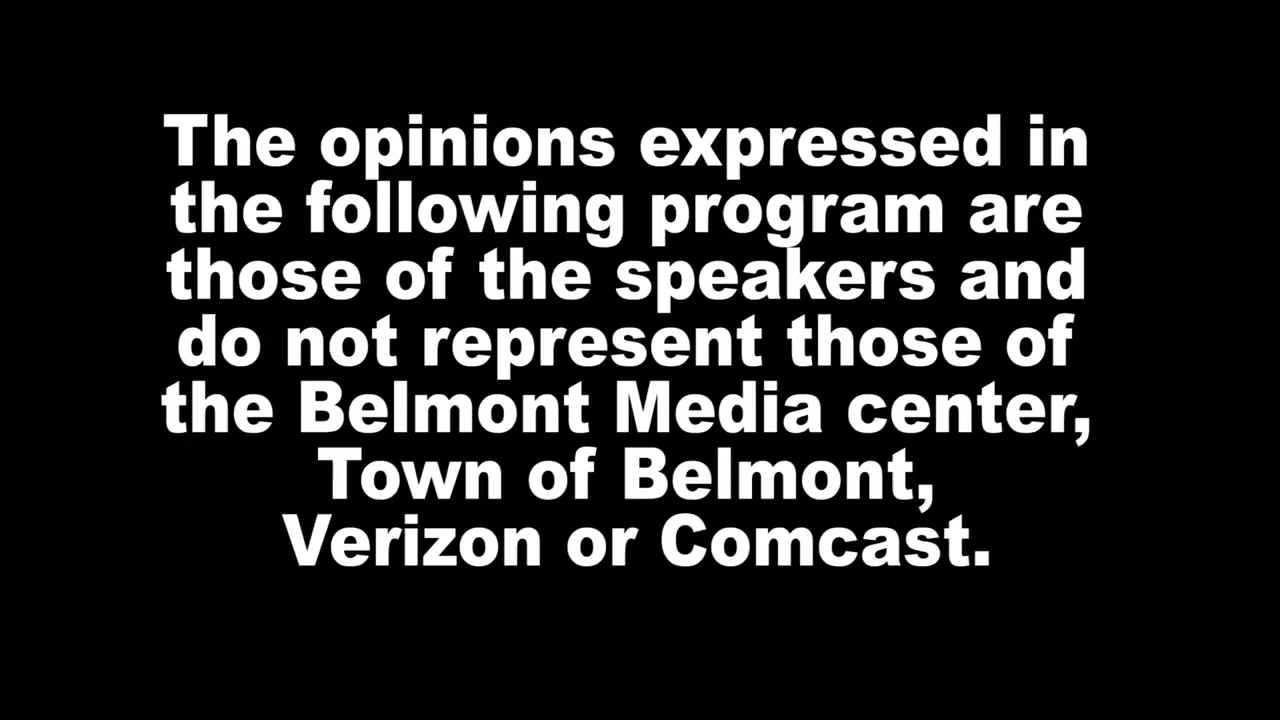 The opinions expressed in
the following program are
those of the speakers and
do not represent those of
the Belmont Media center,
Town of Belmont,
Verizon or Comcast.